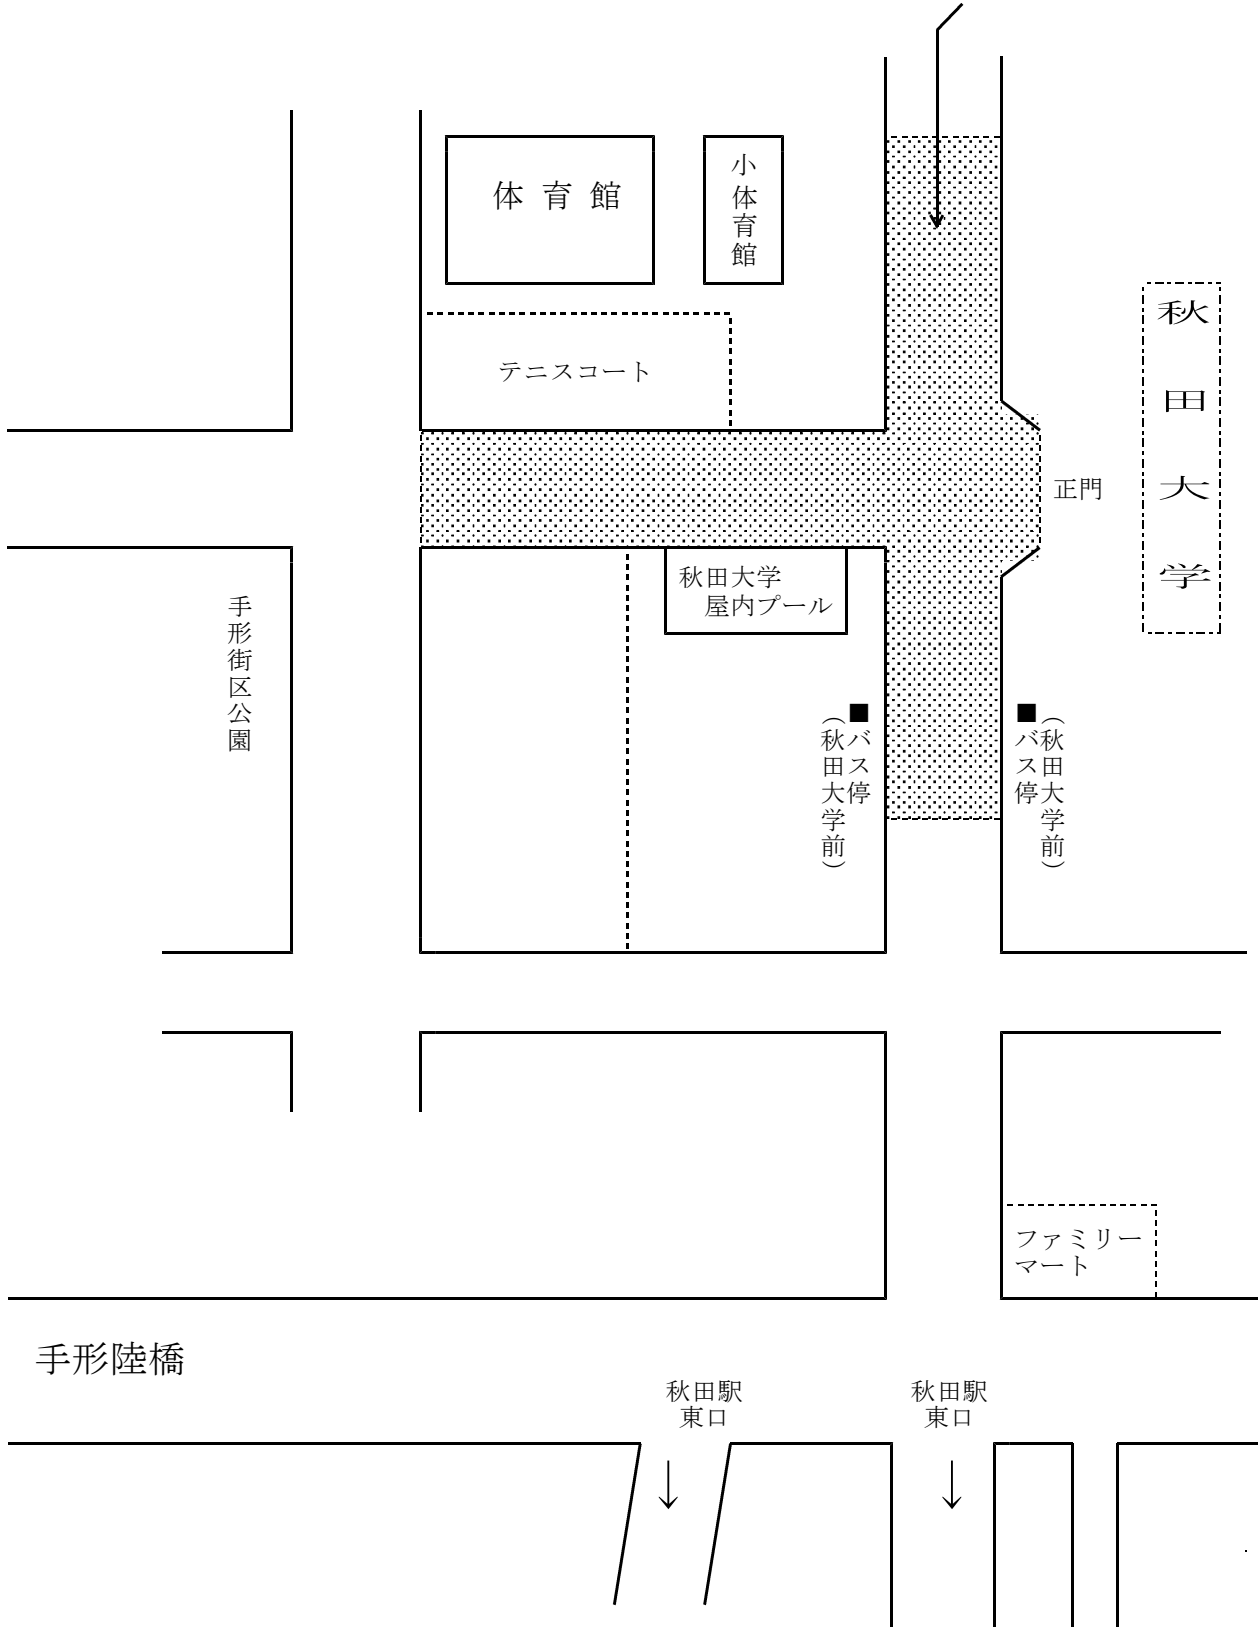 体育館
小体育館
秋田大学
テニスコート
正門
秋田大学
屋内プール
手形街区公園
■バス停
(秋田大学前)
(秋田大学前)
■バス停
ファミリー
マート
手形陸橋
秋田駅
東口
秋田駅
東口